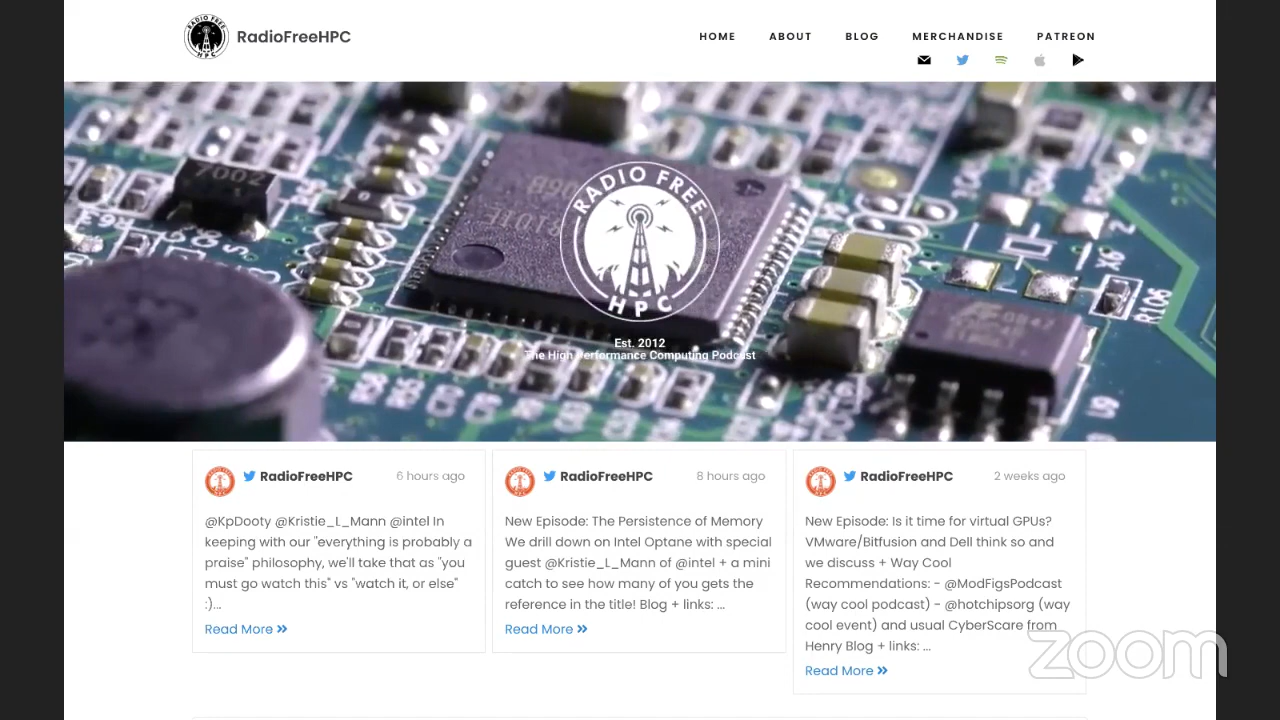 RadioFreeHPC
HOME ABOUT BLOG MERCHANDISE PATREON
RADIO FREE
HPC
Est. 2012
The High Performance Computing Podcast
7002
RadioFreeHPC 6 hours ago
@KpDooty @Kristie_L_Mann @intel In
keeping with our "everything is probably a
praise" philosophy, we'll take that as "you
must go watch this" vs "watch it, or else"
:)...
Read More »
RadioFreeHPC 8 hours ago
New Episode: The Persistence of Memory
We drill down on Intel Optane with special
guest @Kristie_L_Mann of @intel + a mini
catch to see how many of you gets the
reference in the title! Blog + links: ...
Read More »
RadioFreeHPC 2 weeks ago
New Episode: Is it time for virtual GPUs?
VMware/Bitfusion and Dell think so and
we discuss + Way Cool
Recommendations: - @ModFigsPodcast
(way cool podcast) - @hotchipsorg (way
cool event) and usual CyberScare from
Henry Blog + links: ...
Read More »
zoom